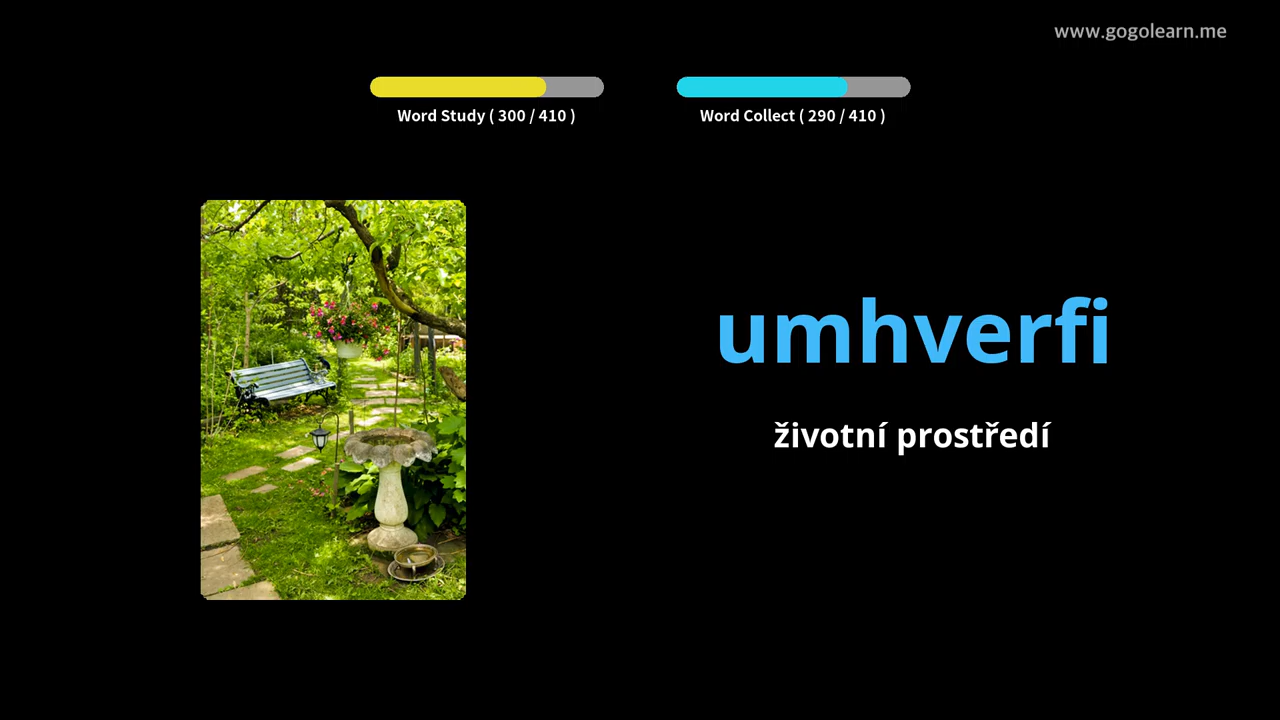 www.gogolearn.me
Word Study ( 300 / 410 )
Word Collect ( 290 / 410 )
umhverfi
životní prostředí